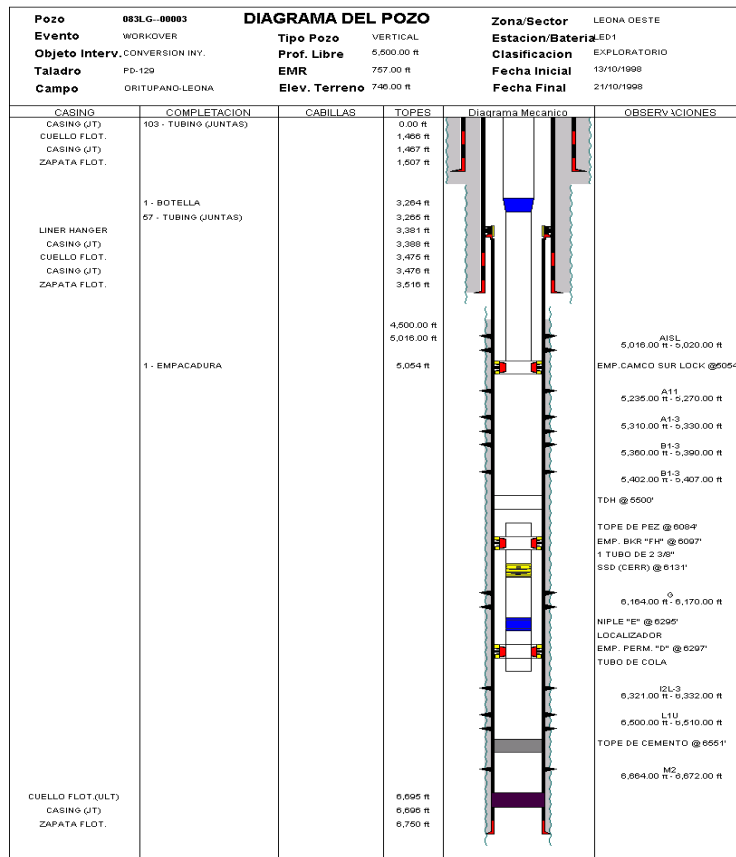 DIAGRAMA DEL POZO
Pozo 083LG--00003
Evento WORKOVER
Objeto Interv. CONVERSION INY.
Taladro PD-129
Campo ORITUPANO-LEONA
Tipo Pozo VERTICAL
Prof. Libre 5,500.00 ft
EMR 757.00 ft
Elev. Terreno 746.00 ft
Zona/Sector LEONA OESTE
Estacion/Bateria LED1
Clasificacion EXPLORATORIO
Fecha Inicial 13/10/1998
Fecha Final 21/10/1998
CASING COMPLETACION CABILLAS TOPES Diagrama Mecanico OBSERVACIONES
CASING (JT) 103 - TUBING (JUNTAS) 0.00 ft
CUELLO FLOT. 1,466 ft
CASING (JT) 1,467 ft
ZAPATA FLOT. 1,507 ft
1 - BOTELLA 3,264 ft
57 - TUBING (JUNTAS) 3,265 ft
LINER HANGER 3,381 ft
CASING (JT) 3,388 ft
CUELLO FLOT. 3,475 ft
CASING (JT) 3,476 ft
ZAPATA FLOT. 3,516 ft
4,500.00 ft
5,016.00 ft AISL
5,016.00 ft - 5,020.00 ft
1 - EMPACADURA 5,054 ft EMP.CAMCO SUR LOCK @5054
A11
5,235.00 ft - 5,270.00 ft
A1-3
5,310.00 ft - 5,330.00 ft
B1-3
5,360.00 ft - 5,390.00 ft
B1-3
5,402.00 ft - 5,407.00 ft
TDH @ 5500'
TOPE DE PEZ @ 6084'
EMP. BKR "FH" @ 6097'
1 TUBO DE 2 3/8"
SSD (CERR) @ 6131'
G
6,164.00 ft - 6,170.00 ft
NIPLE "E" @ 6295'
LOCALIZADOR
EMP. PERM. "D" @ 6297'
TUBO DE COLA
I2L-3
6,321.00 ft - 6,332.00 ft
L1U
6,500.00 ft - 6,510.00 ft
TOPE DE CEMENTO @ 6551'
M2
6,664.00 ft - 6,672.00 ft
CUELLO FLOT.(ULT) 6,695 ft
CASING (JT) 6,696 ft
ZAPATA FLOT. 6,750 ft